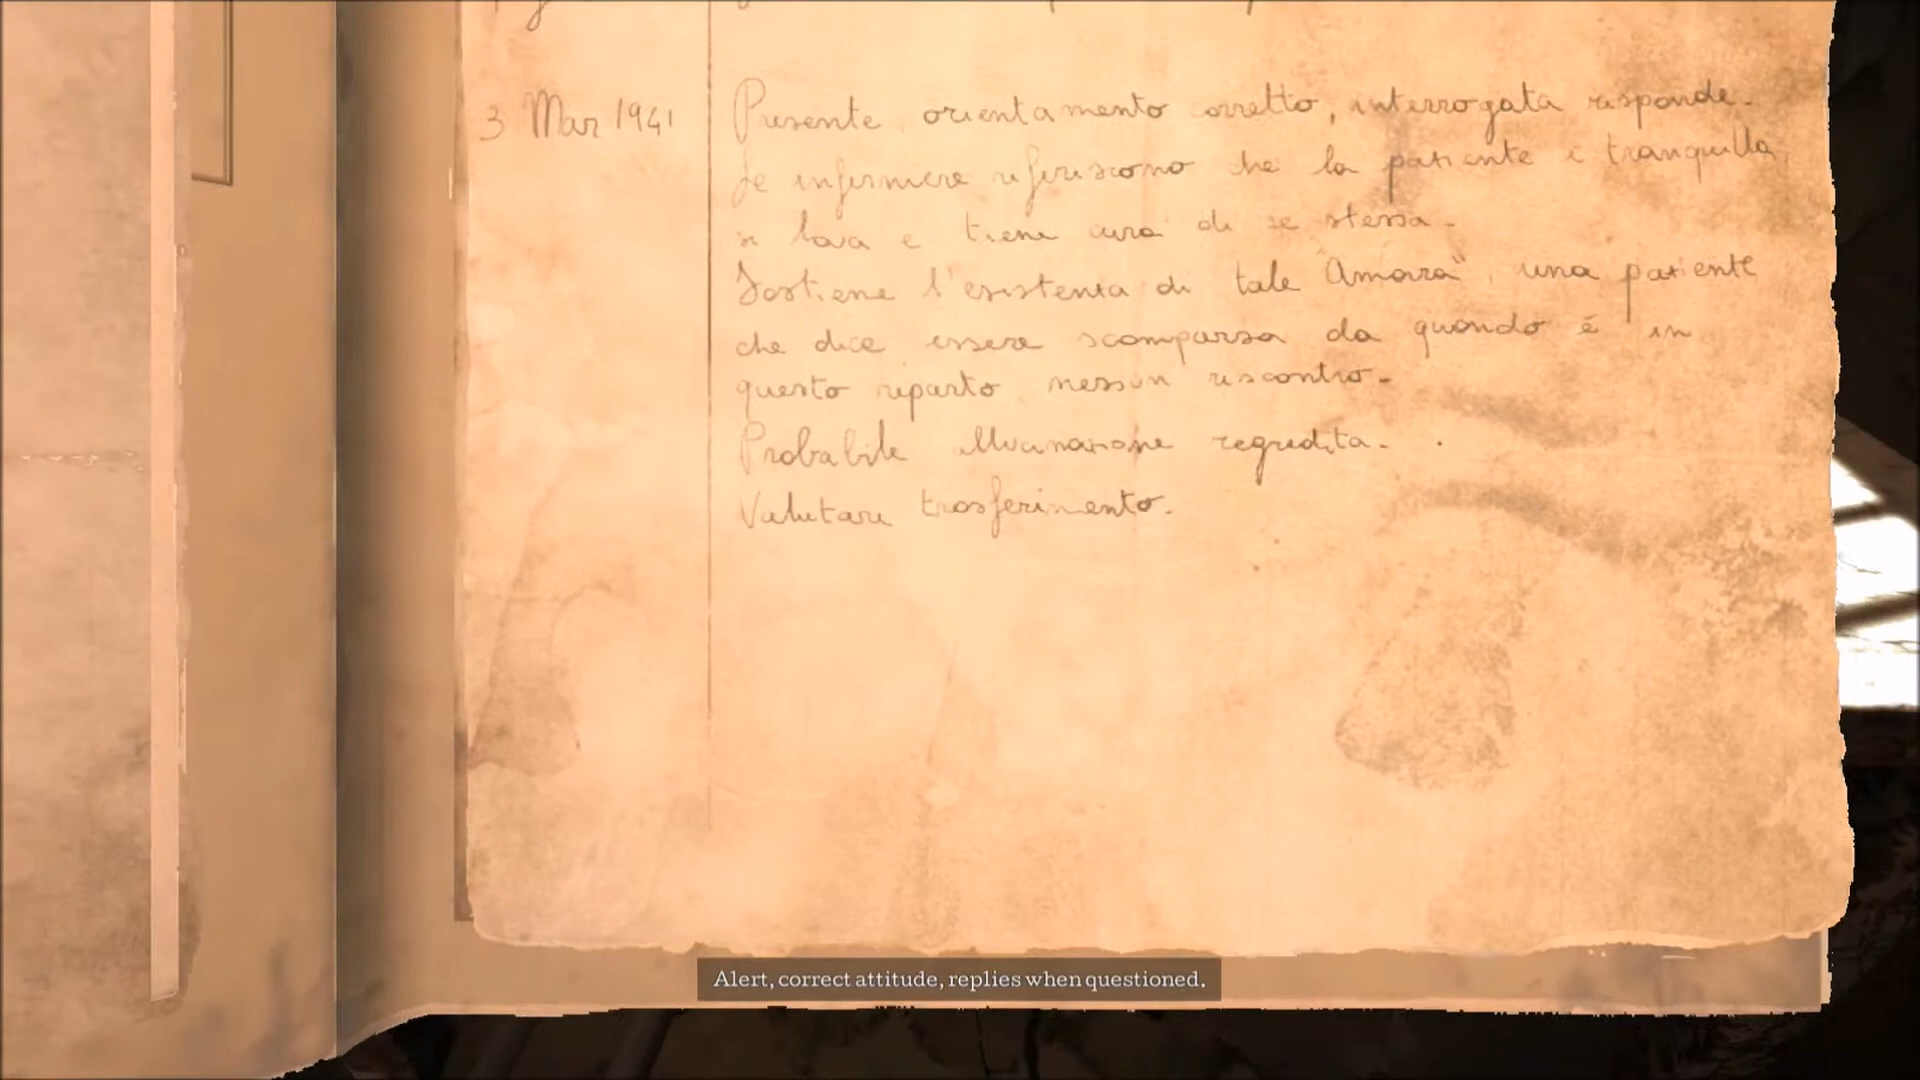 3 Mar 1941
Presente, orientamento corretto, interrogata risponde.
Le infermiere riferiscono che la paziente è tranquilla,
si lava e tiene cura di se stessa.
Sostiene l'esistenza di tale "Amara", una paziente
che dice essere scomparsa da quando é in
questo reparto, nessun riscontro.
Probabile allucinazione regredita.
Valutare trasferimento.
Alert, correct attitude, replies when questioned.